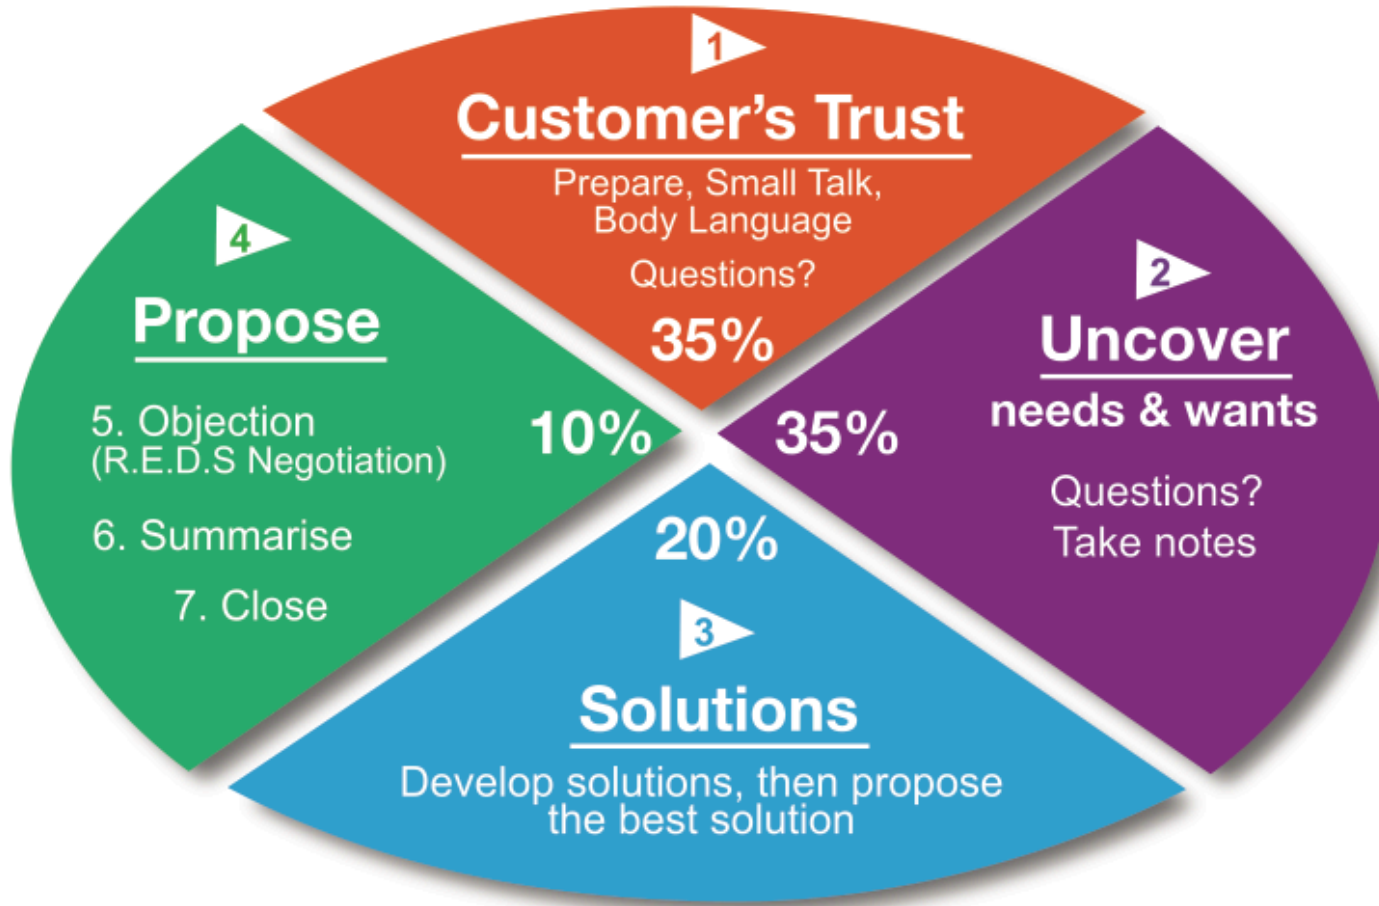 1
Customer's Trust
Prepare, Small Talk,
Body Language
Questions?
35%
2
Uncover
needs & wants
35%
Questions?
Take notes
20%
3
Solutions
Develop solutions, then propose
the best solution
4
Propose
10%
5. Objection
(R.E.D.S Negotiation)
6. Summarise
7. Close